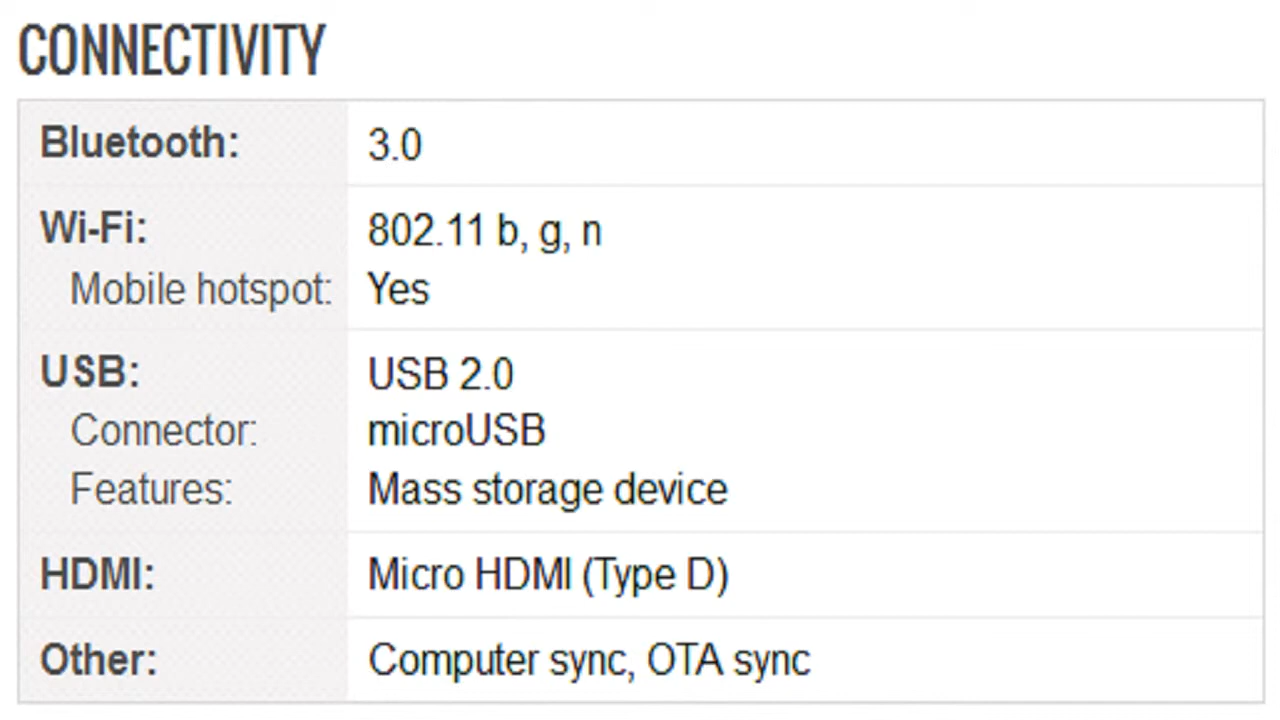 CONNECTIVITY
Bluetooth: 3.0
Wi-Fi: 802.11 b, g, n
Mobile hotspot: Yes
USB: USB 2.0
Connector: microUSB
Features: Mass storage device
HDMI: Micro HDMI (Type D)
Other: Computer sync, OTA sync